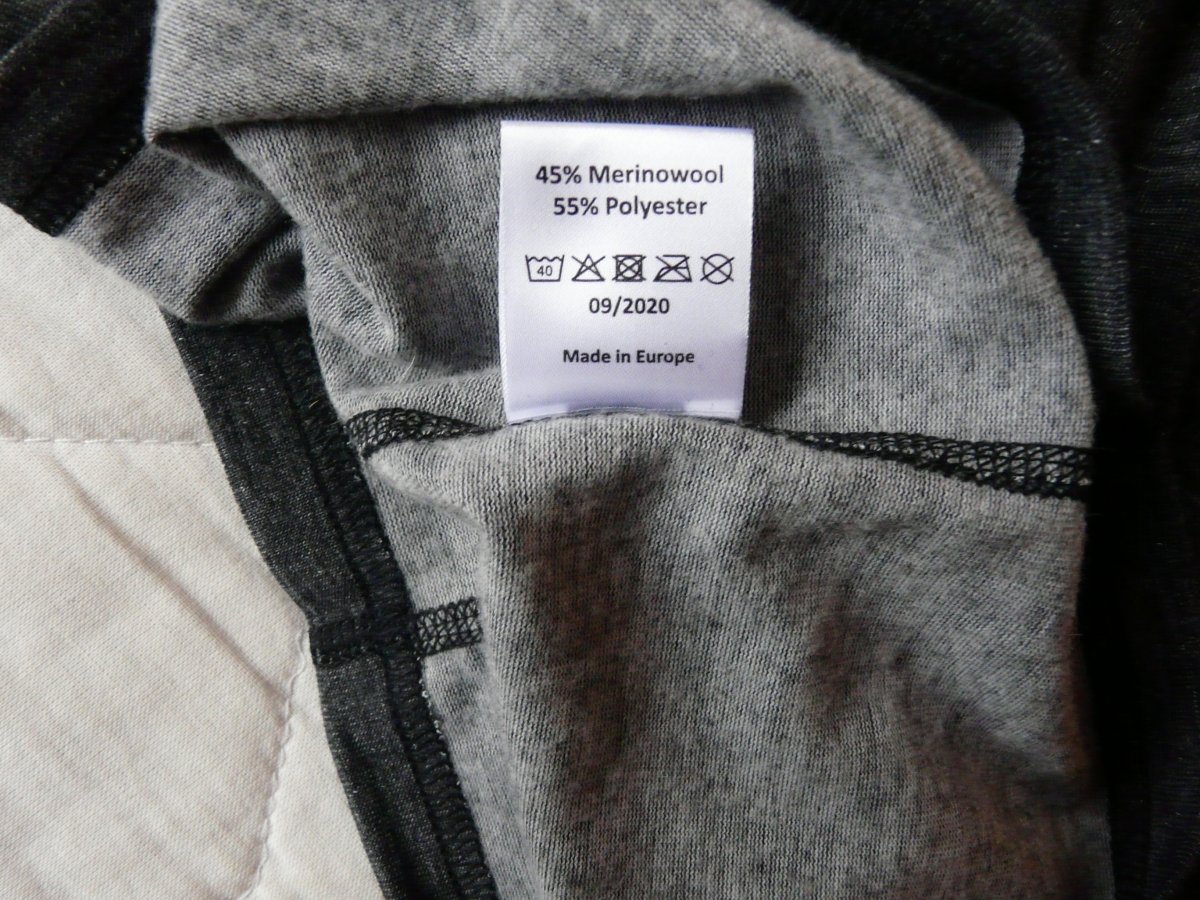 45% Merinowool
55% Polyester
40
09/2020
Made in Europe